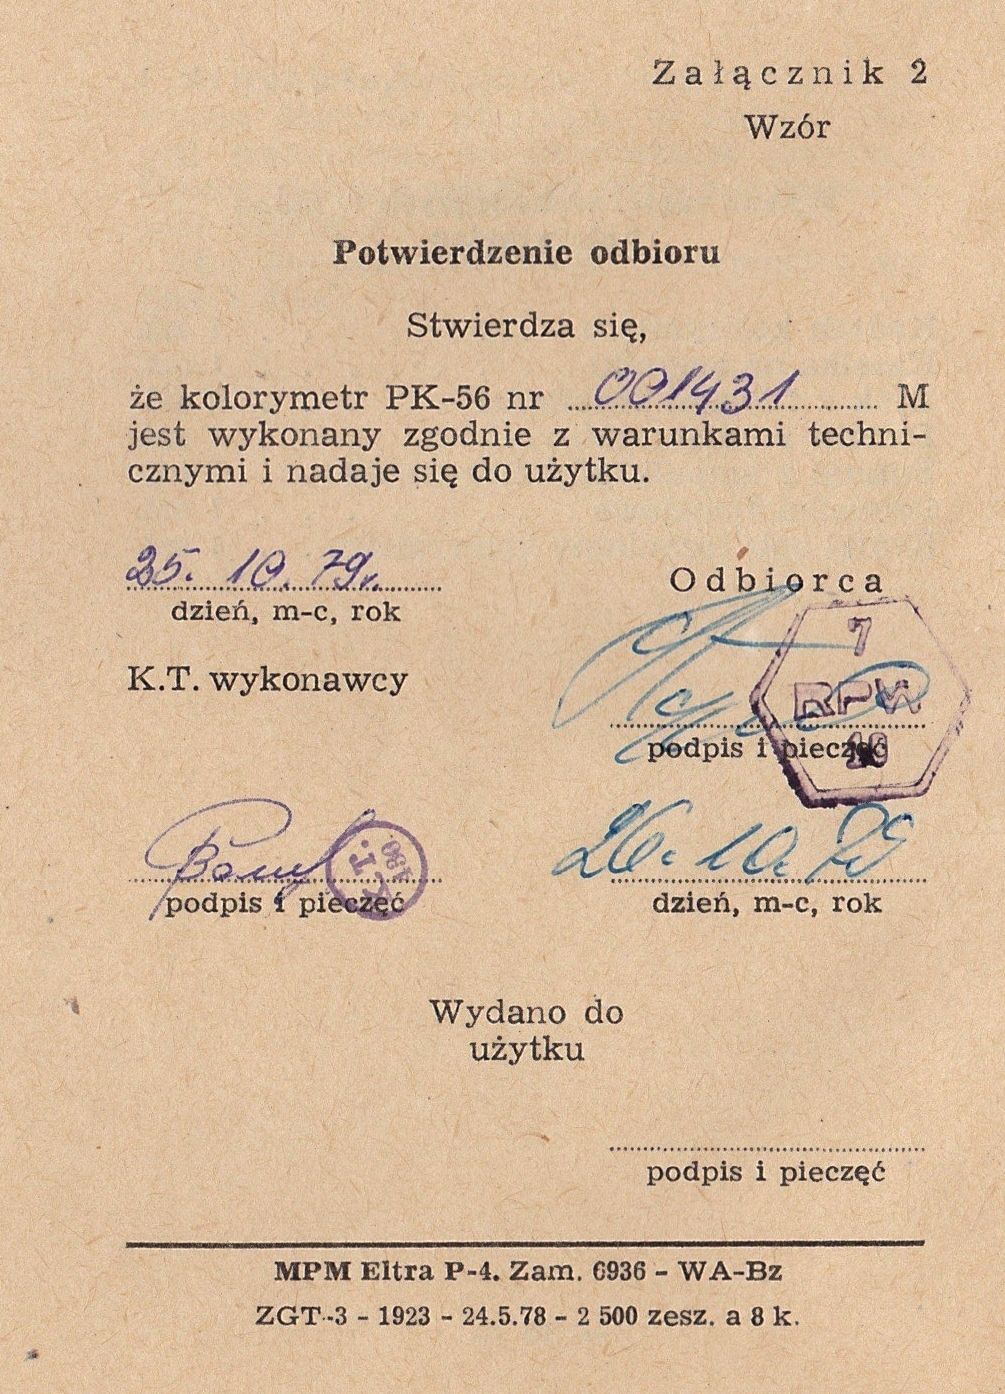 Załącznik 2
Wzór
Potwierdzenie odbioru
Stwierdza się,
że kolorymetr PK-56 nr 001431 M
jest wykonany zgodnie z warunkami techni-
cznymi i nadaje się do użytku.
25. 10. 79r.
dzień, m-c, rok
Odbiorca
7
RPW
19
podpis i pieczęć
K.T. wykonawcy
podpis i pieczęć
26. 10. 79
dzień, m-c, rok
Wydano do
użytku
podpis i pieczęć
MPM Eltra P-4. Zam. 6936 - WA-Bz
ZGT-3 - 1923 - 24.5.78 - 2 500 zesz. a 8 k.